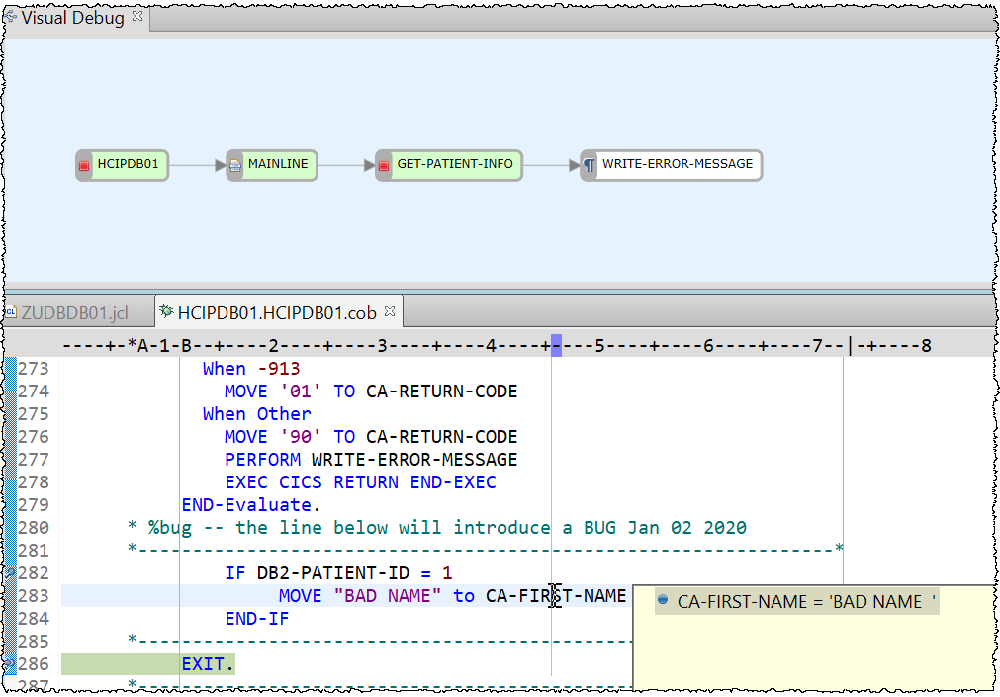 Visual Debug
HCIPDB01 MAINLINE GET-PATIENT-INFO WRITE-ERROR-MESSAGE
ZUDBDB01.jcl HCIPDB01.HCIPDB01.cob
----+-*A-1-B--+----2----+----3----+----4----+----5----+----6----+----7--|-+----8
273 When -913
274 MOVE '01' TO CA-RETURN-CODE
275 When Other
276 MOVE '90' TO CA-RETURN-CODE
277 PERFORM WRITE-ERROR-MESSAGE
278 EXEC CICS RETURN END-EXEC
279 END-Evaluate.
280 * %bug -- the line below will introduce a BUG Jan 02 2020
281 *----------------------------------------------------------------*
282 IF DB2-PATIENT-ID = 1
283 MOVE "BAD NAME" to CA-FIRST-NAME
CA-FIRST-NAME = 'BAD NAME '
284 END-IF
285 *----------------------------------------------
286 EXIT.
287 *----------------------------------------------